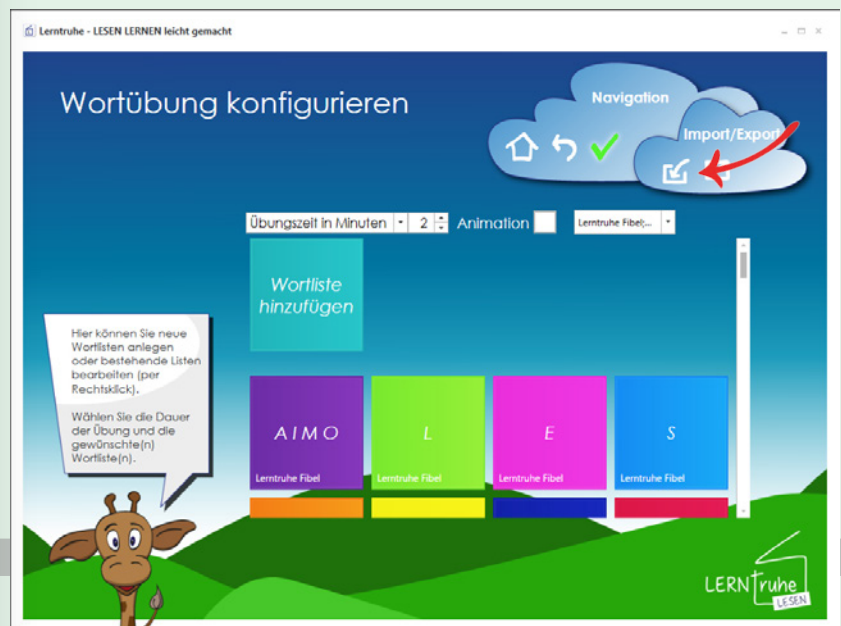 Lerntruhe - LESEN LERNEN leicht gemacht
Wortübung konfigurieren
Navigation
Import/Export
Übungszeit in Minuten 2 Animation Lerntruhe Fibel;...
Wortliste
hinzufügen
Hier können Sie neue
Wortlisten anlegen
oder bestehende Listen
bearbeiten (per
Rechtsklick).
Wählen Sie die Dauer
der Übung und die
gewünschte(n)
Wortliste(n).
A I M O L E S
Lerntruhe Fibel Lerntruhe Fibel Lerntruhe Fibel Lerntruhe Fibel
LERNTruhe
LESEN